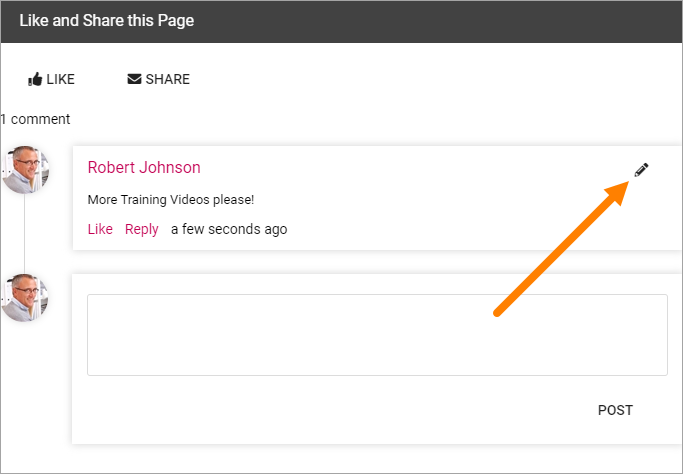 Like and Share this Page
LIKE SHARE
1 comment
Robert Johnson
More Training Videos please!
Like Reply a few seconds ago
POST